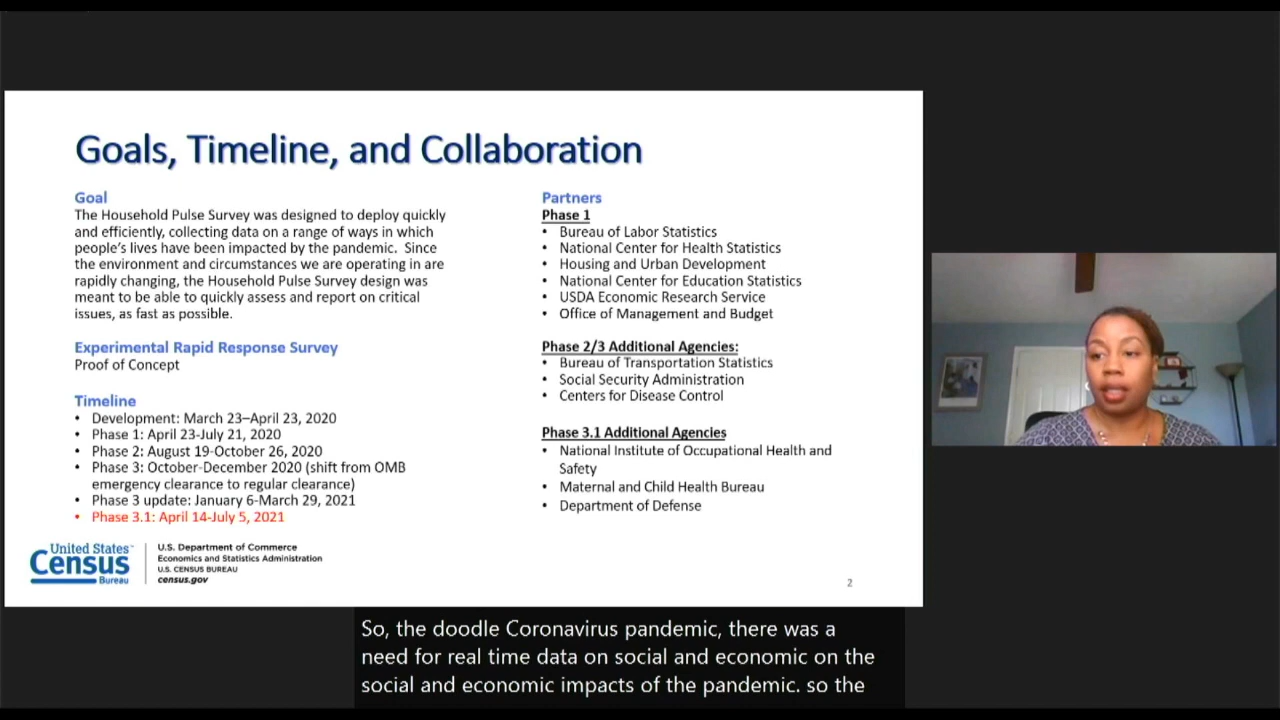 Goals, Timeline, and Collaboration
Goal
The Household Pulse Survey was designed to deploy quickly
and efficiently, collecting data on a range of ways in which
people's lives have been impacted by the pandemic. Since
the environment and circumstances we are operating in are
rapidly changing, the Household Pulse Survey design was
meant to be able to quickly assess and report on critical
issues, as fast as possible.
Experimental Rapid Response Survey
Proof of Concept
Timeline
• Development: March 23–April 23, 2020
• Phase 1: April 23-July 21, 2020
• Phase 2: August 19-October 26, 2020
• Phase 3: October-December 2020 (shift from OMB
emergency clearance to regular clearance)
• Phase 3 update: January 6-March 29, 2021
• Phase 3.1: April 14-July 5, 2021
Partners
Phase 1
• Bureau of Labor Statistics
• National Center for Health Statistics
• Housing and Urban Development
• National Center for Education Statistics
• USDA Economic Research Service
• Office of Management and Budget
Phase 2/3 Additional Agencies:
• Bureau of Transportation Statistics
• Social Security Administration
• Centers for Disease Control
Phase 3.1 Additional Agencies
• National Institute of Occupational Health and
Safety
• Maternal and Child Health Bureau
• Department of Defense
United States™
Census
Bureau
U.S. Department of Commerce
Economics and Statistics Administration
U.S. CENSUS BUREAU
census.gov
2
So, the doodle Coronavirus pandemic, there was a
need for real time data on social and economic on the
social and economic impacts of the pandemic. so the